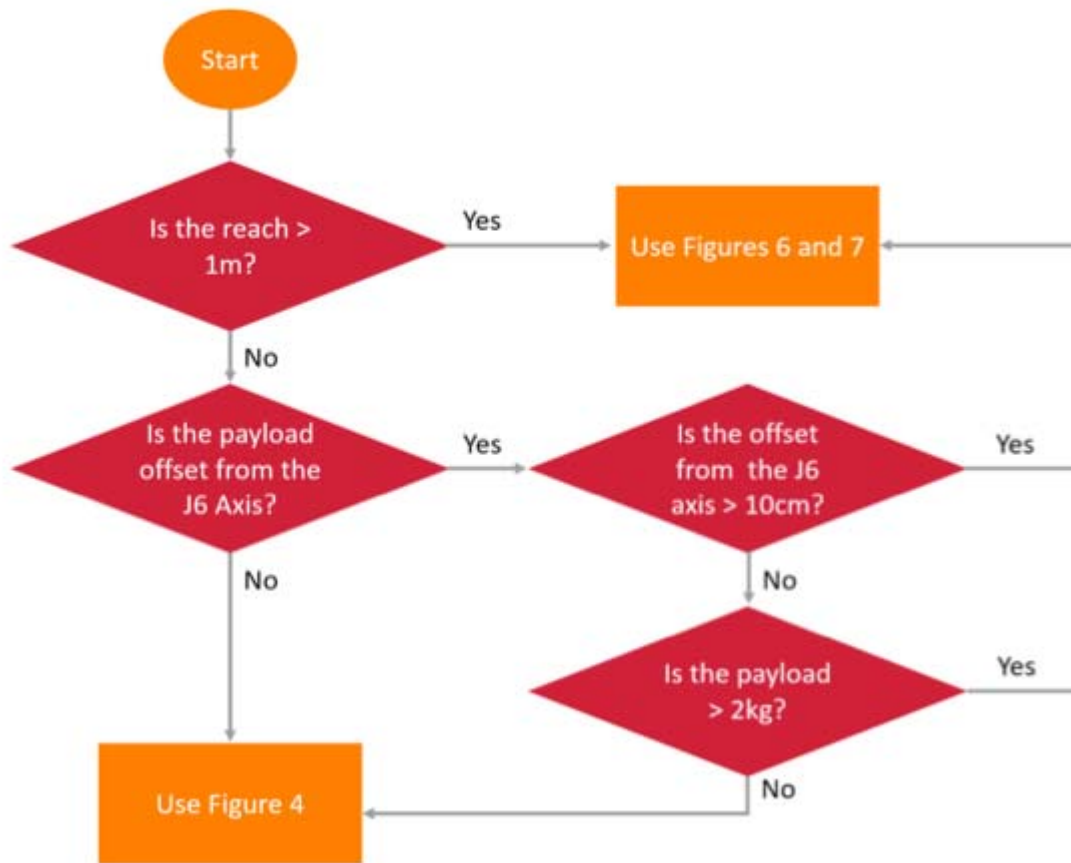 Start
Is the reach >
1m?
Yes
Use Figures 6 and 7
No
Is the payload
offset from the
J6 Axis?
Yes
Is the offset
from the J6
axis > 10cm?
Yes
No
No
Is the payload
> 2kg?
Yes
No
Use Figure 4